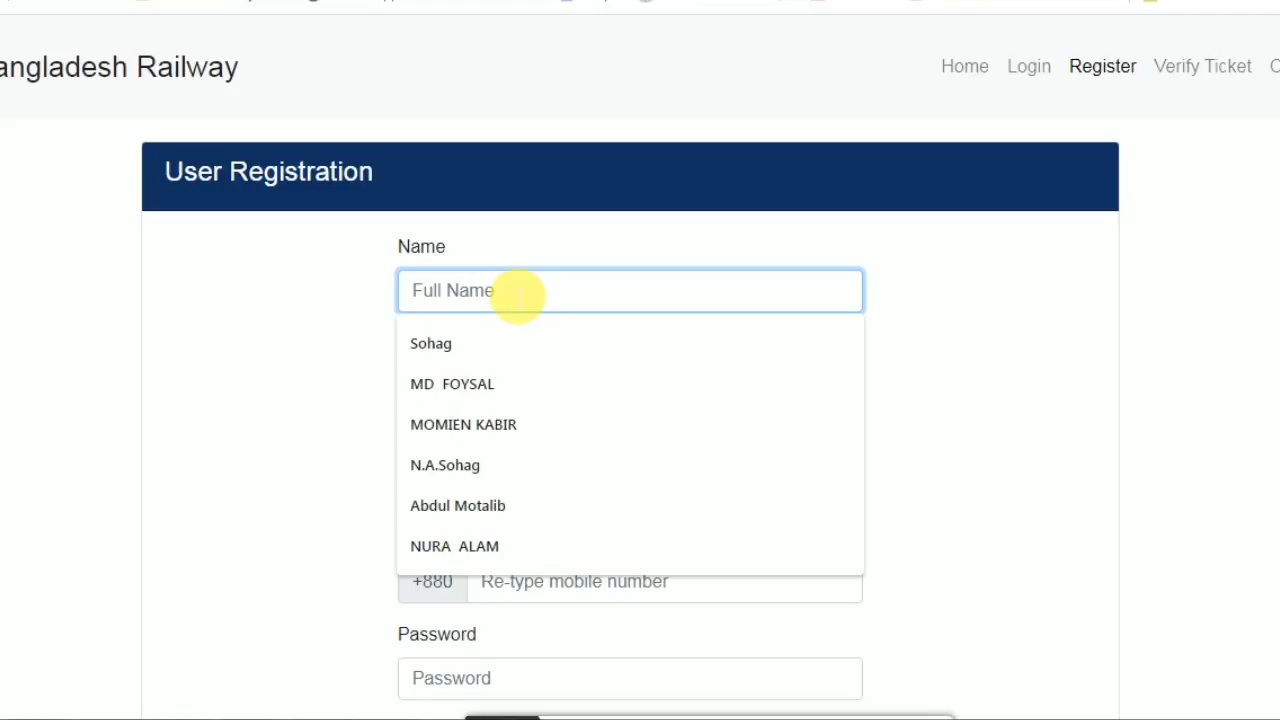 angladesh Railway
Home Login Register Verify Ticket
User Registration
Name
Full Name
Sohag
MD FOYSAL
MOMIEN KABIR
N.A.Sohag
Abdul Motalib
NURA ALAM
+880 Re-type mobile number
Password
Password